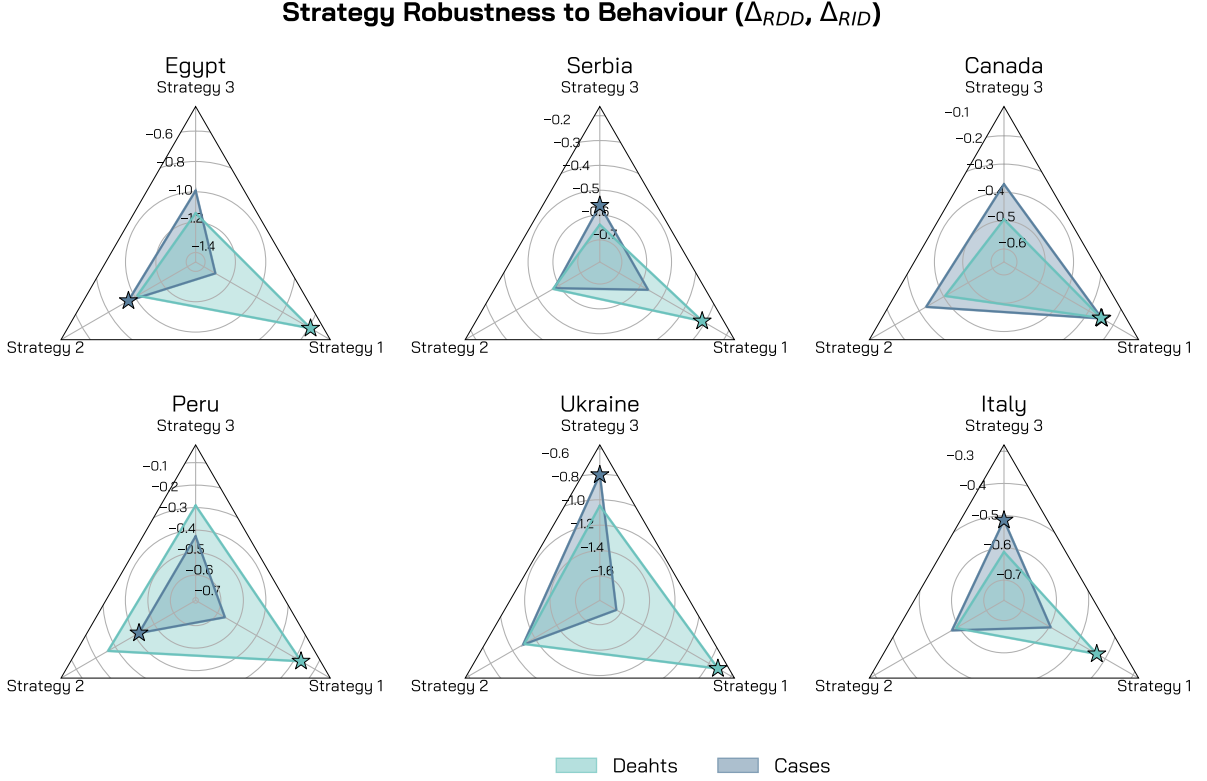 Strategy Robustness to Behaviour (Δ_RDD, Δ_RID)
Egypt
Strategy 3
−0.6
−0.8
−1.0
−1.2
−1.4
Strategy 2
Strategy 1
Serbia
Strategy 3
−0.2
−0.3
−0.4
−0.5
−0.6
−0.7
Strategy 2
Strategy 1
Canada
Strategy 3
−0.1
−0.2
−0.3
−0.4
−0.5
−0.6
Strategy 2
Strategy 1
Peru
Strategy 3
−0.1
−0.2
−0.3
−0.4
−0.5
−0.6
−0.7
Strategy 2
Strategy 1
Ukraine
Strategy 3
−0.6
−0.8
−1.0
−1.2
−1.4
−1.6
Strategy 2
Strategy 1
Italy
Strategy 3
−0.3
−0.4
−0.5
−0.6
−0.7
Strategy 2
Strategy 1
Deahts
Cases